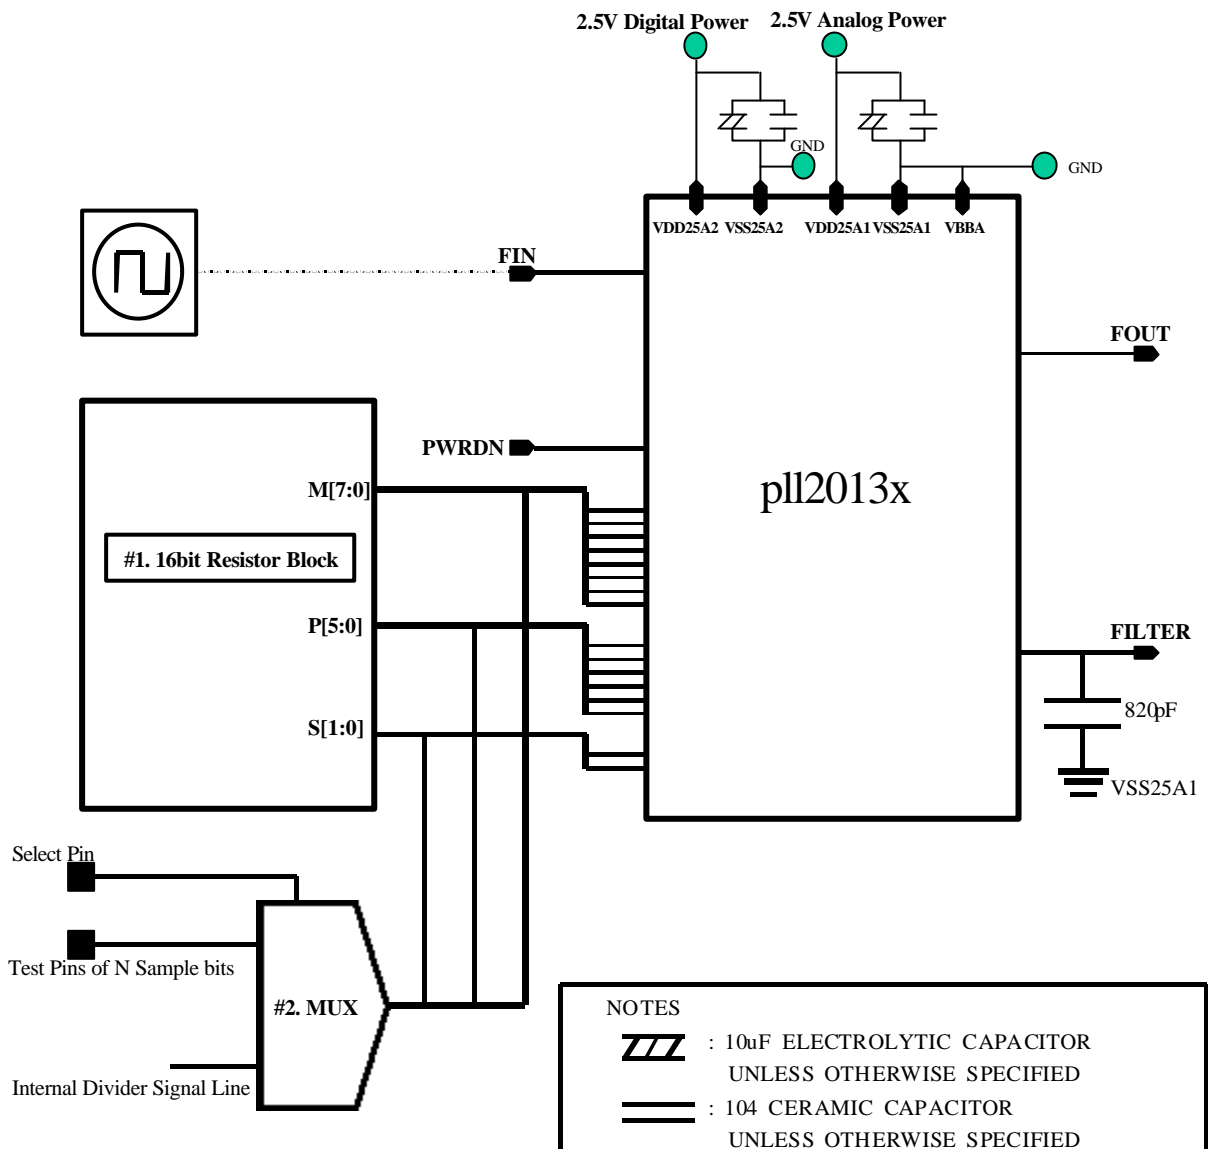 2.5V Digital Power
2.5V Analog Power
GND
GND
VDD25A2 VSS25A2 VDD25A1 VSS25A1 VBBA
FIN
FOUT
PWRDN
M[7:0]
pll2013x
#1. 16bit Resistor Block
P[5:0]
FILTER
S[1:0]
820pF
VSS25A1
Select Pin
Test Pins of N Sample bits
#2. MUX
Internal Divider Signal Line
NOTES
: 10uF ELECTROLYTIC CAPACITOR
UNLESS OTHERWISE SPECIFIED
: 104 CERAMIC CAPACITOR
UNLESS OTHERWISE SPECIFIED